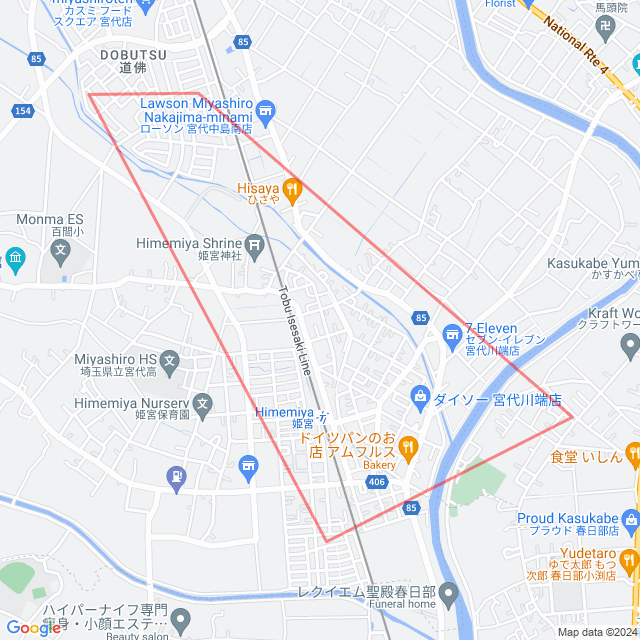 miyashiroten
カスミ フード
スクエア 宮代店
Florist
馬頭院
National Rte 4
85
85
DOBUTSU
道佛
154
Lawson Miyashiro
Nakajima-minami
ローソン 宮代中島南店
Hisaya
ひさや
Monma ES
百間小
Himemiya Shrine
姫宮神社
Kasukabe Yum
かすかべ
Tobu-Isesaki-Line
85
7-Eleven
セブン-イレブン
宮代川端店
Kraft Wo
クラフトワー
Miyashiro HS
埼玉県立宮代高
Himemiya Nursery
姫宮保育園
ダイソー 宮代川端店
Himemiya
姫宮
ドイツパンのお
店 アムフルス
Bakery
食堂 いしん
406
85
Proud Kasukabe
プラウド 春日部店
Yudetaro
ゆで太郎 もつ
次郎 春日部小渕店
レクイエム聖殿春日部
Funeral home
ハイパーナイフ専門
痩身・小顔エステ...
Beauty salon
Google
Map data ©2024